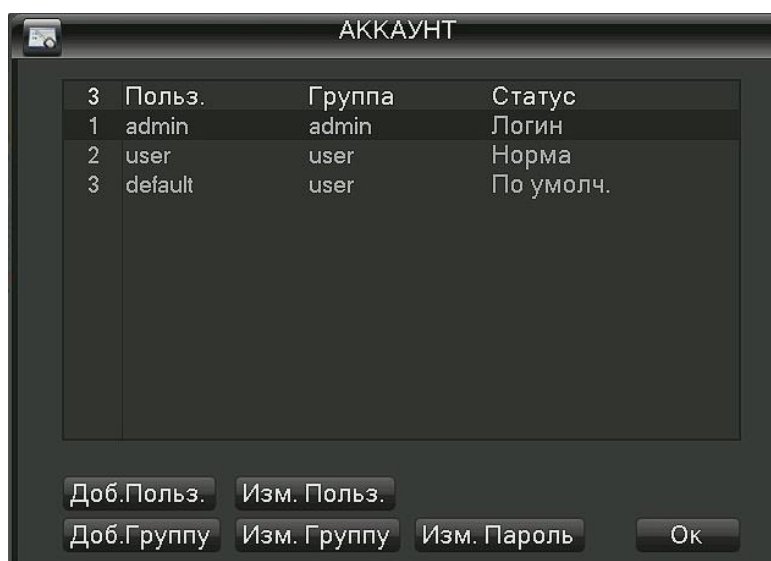 АККАУНТ
3 Польз. Группа Статус
1 admin admin Логин
2 user user Норма
3 default user По умолч.
Доб.Польз. Изм. Польз.
Доб.Группу Изм. Группу Изм. Пароль Ок